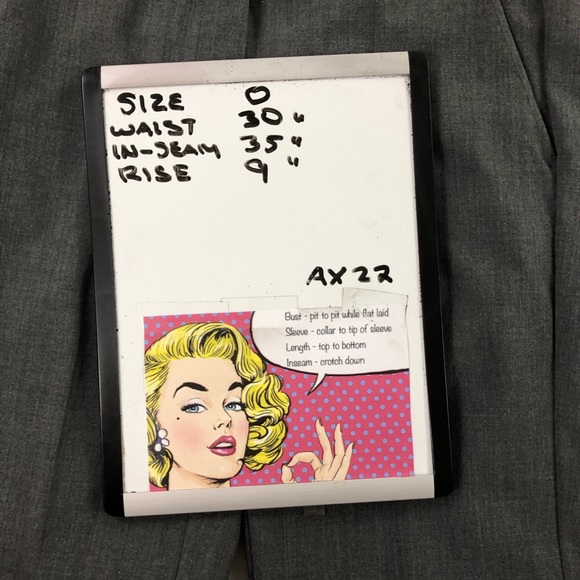 SIZE 0
WAIST 30"
IN-SEAM 35"
RISE 9"
AX22
Bust - pit to pit while flat laid
Sleeve - collar to tip of sleeve
Length - top to bottom
Inseam - crotch down